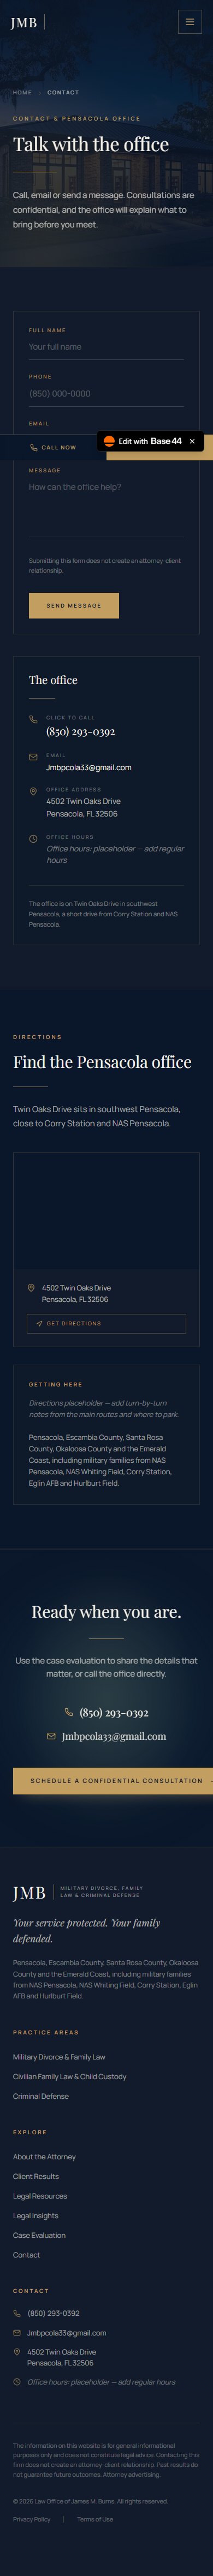 JMB
HOME > CONTACT
CONTACT & PENSACOLA OFFICE
Talk with the office
Call, email or send a message. Consultations are
confidential, and the office will explain what to
bring before you meet.
FULL NAME
Your full name
PHONE
(850) 000-0000
EMAIL
CALL NOW
Edit with Base 44 ×
MESSAGE
How can the office help?
Submitting this form does not create an attorney-client
relationship.
SEND MESSAGE
The office
CLICK TO CALL
(850) 293-0392
EMAIL
Jmbpcola33@gmail.com
OFFICE ADDRESS
4502 Twin Oaks Drive
Pensacola, FL 32506
OFFICE HOURS
Office hours: placeholder — add regular
hours
The office is on Twin Oaks Drive in southwest
Pensacola, a short drive from Corry Station and NAS
Pensacola.
DIRECTIONS
Find the Pensacola office
Twin Oaks Drive sits in southwest Pensacola,
close to Corry Station and NAS Pensacola.
4502 Twin Oaks Drive
Pensacola, FL 32506
GET DIRECTIONS
GETTING HERE
Directions placeholder — add turn-by-turn
notes from the main routes and where to park.
Pensacola, Escambia County, Santa Rosa
County, Okaloosa County and the Emerald
Coast, including military families from NAS
Pensacola, NAS Whiting Field, Corry Station,
Eglin AFB and Hurlburt Field.
Ready when you are.
Use the case evaluation to share the details that
matter, or call the office directly.
(850) 293-0392
Jmbpcola33@gmail.com
SCHEDULE A CONFIDENTIAL CONSULTATION
JMB
MILITARY DIVORCE, FAMILY
LAW & CRIMINAL DEFENSE
Your service protected. Your family
defended.
Pensacola, Escambia County, Santa Rosa County, Okaloosa
County and the Emerald Coast, including military families
from NAS Pensacola, NAS Whiting Field, Corry Station, Eglin
AFB and Hurlburt Field.
PRACTICE AREAS
Military Divorce & Family Law
Civilian Family Law & Child Custody
Criminal Defense
EXPLORE
About the Attorney
Client Results
Legal Resources
Legal Insights
Case Evaluation
Contact
CONTACT
(850) 293-0392
Jmbpcola33@gmail.com
4502 Twin Oaks Drive
Pensacola, FL 32506
Office hours: placeholder — add regular hours
The information on this website is for general informational
purposes only and does not constitute legal advice. Contacting this
firm does not create an attorney-client relationship. Past results do
not guarantee future outcomes. Attorney advertising.
© 2026 Law Office of James M. Burns. All rights reserved.
Privacy Policy
Terms of Use